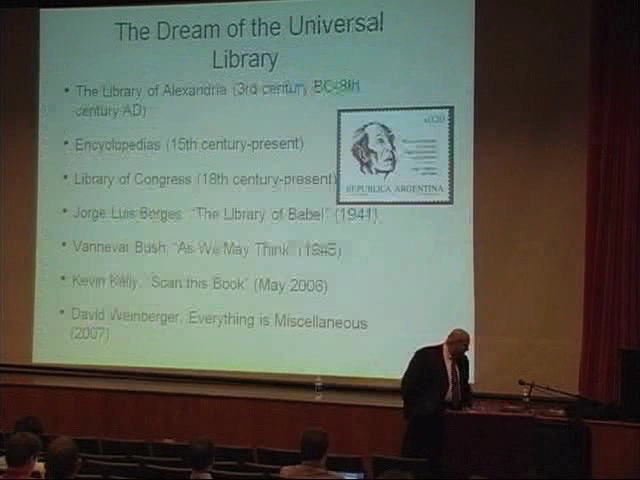 The Dream of the Universal
Library
• The Library of Alexandria (3rd century BC-8th
century AD)
• Encyclopedias (15th century-present)
• Library of Congress (18th century-present)
• Jorge Luis Borges, "The Library of Babel" (1941)
• Vannevar Bush, "As We May Think" (1945)
• Kevin Kelly, "Scan this Book" (May 2006)
• David Weinberger, Everything is Miscellaneous
(2007)
REPUBLICA ARGENTINA